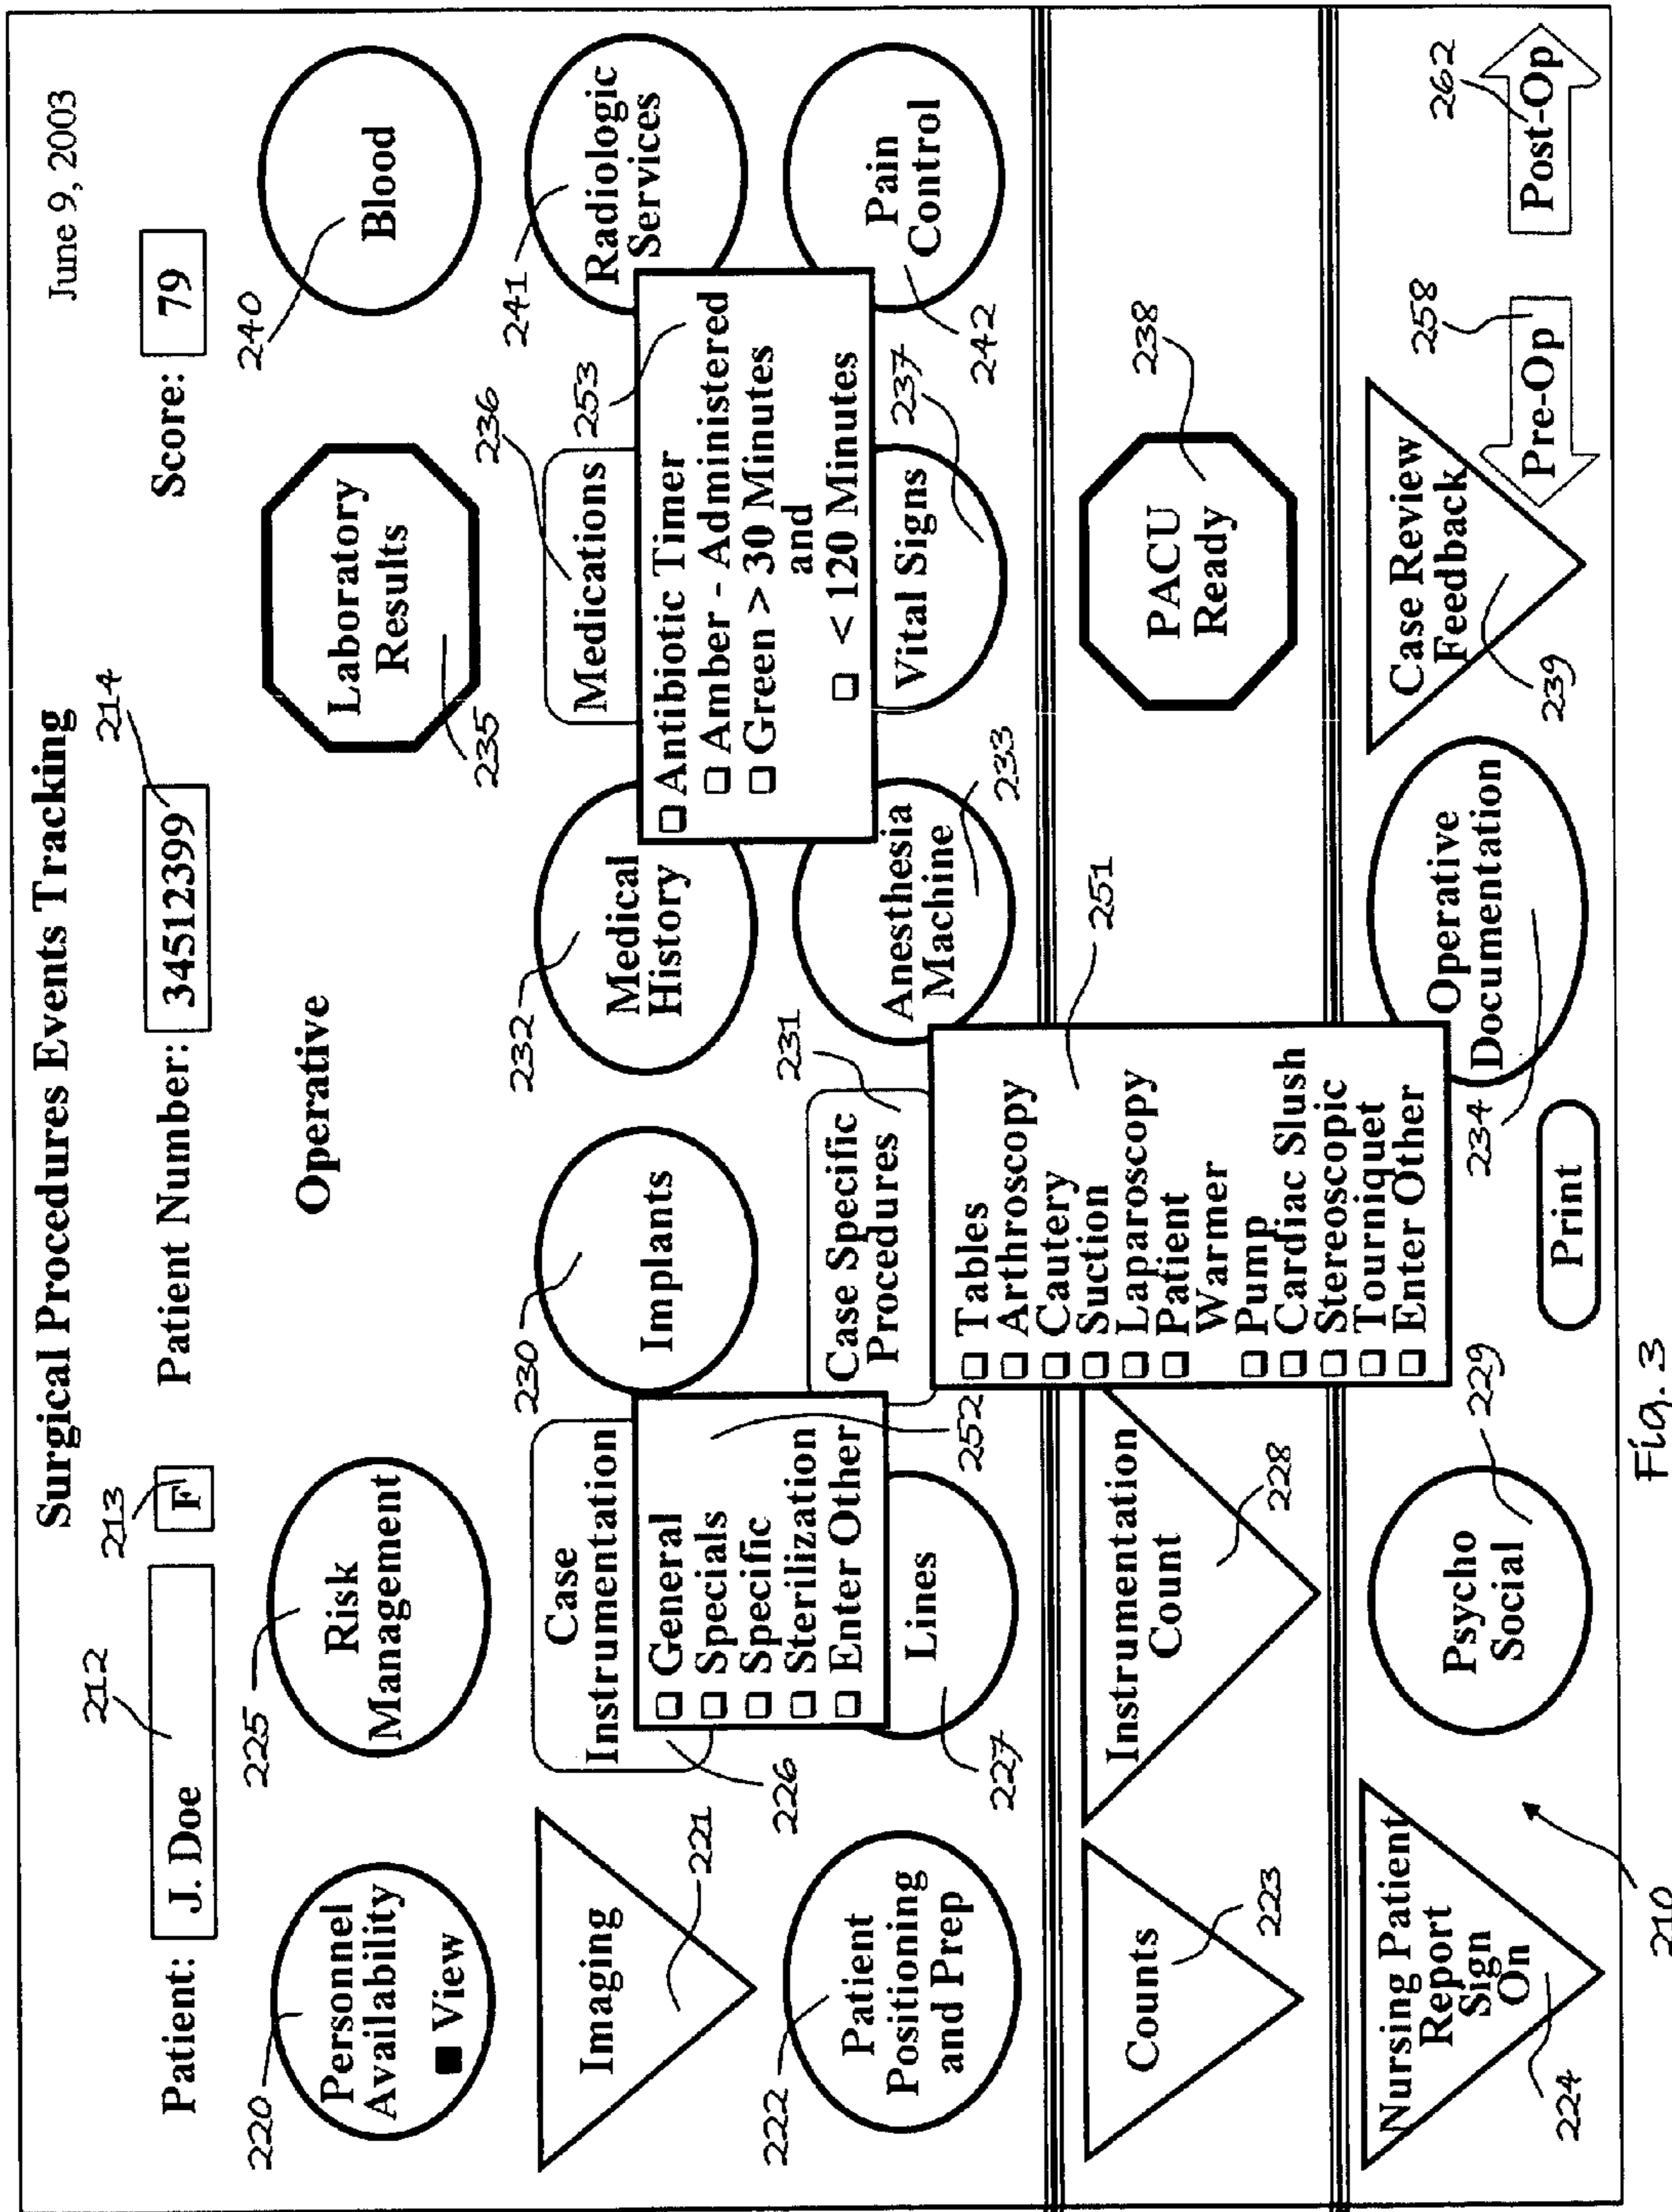 Surgical Procedures Events Tracking
June 9, 2003
212
213
214
Patient: J. Doe F Patient Number: 34512399 Score: 79
220
Personnel
Availability
■ View
225
Risk
Management
Operative
235
Laboratory
Results
240
Blood
221
Imaging
226
Case
Instrumentation
252
❑ General
❑ Specials
❑ Specific
❑ Sterilization
❑ Enter Other
230
Implants
232
Medical
History
236
Medications
253
❑ Antibiotic Timer
❑ Amber - Administered
❑ Green > 30 Minutes
and
❑ < 120 Minutes
241
Radiologic
Services
222
Patient
Positioning
and Prep
227
Lines
231
Case Specific
Procedures
251
❑ Tables
❑ Arthroscopy
❑ Cautery
❑ Suction
❑ Laparoscopy
❑ Patient
Warmer
❑ Pump
❑ Cardiac Slush
❑ Stereoscopic
❑ Tourniquet
❑ Enter Other
233
Anesthesia
Machine
237
Vital Signs
242
Pain
Control
223
Counts
228
Instrumentation
Count
238
PACU
Ready
224
Nursing Patient
Report
Sign
On
229
Psycho
Social
234
Operative
Documentation
239
Case Review
Feedback
258
Pre-Op
262
Post-Op
Print
210
Fig. 3